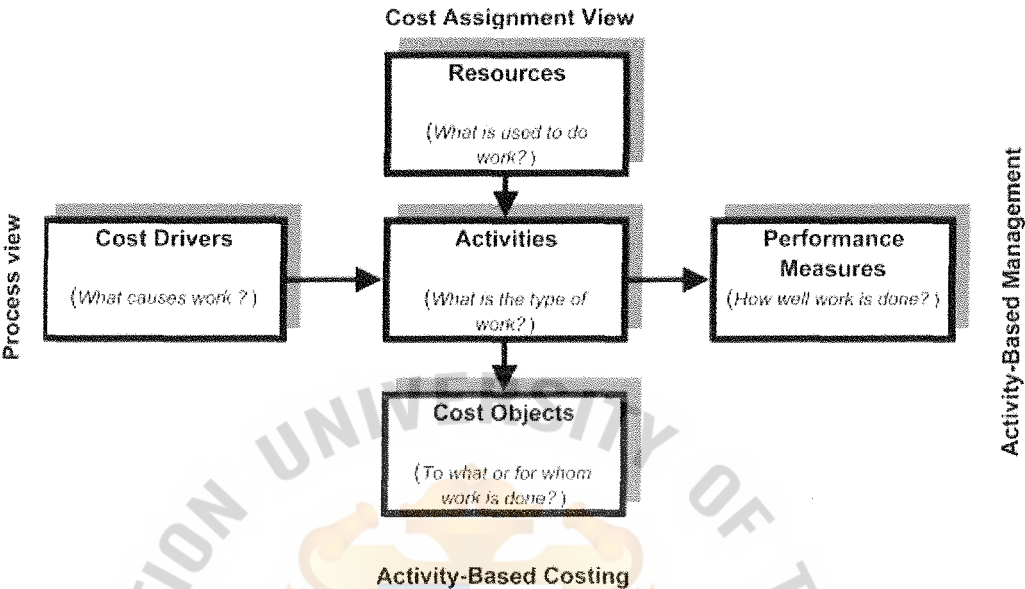 Cost Assignment View
Resources
(What is used to do
work?)
Process view
Cost Drivers
(What causes work ?)
Activities
(What is the type of
work?)
Performance
Measures
(How well work is done?)
Activity-Based Management
Cost Objects
(To what or for whom
work is done?)
UNIVERSITY OF
Activity-Based Costing